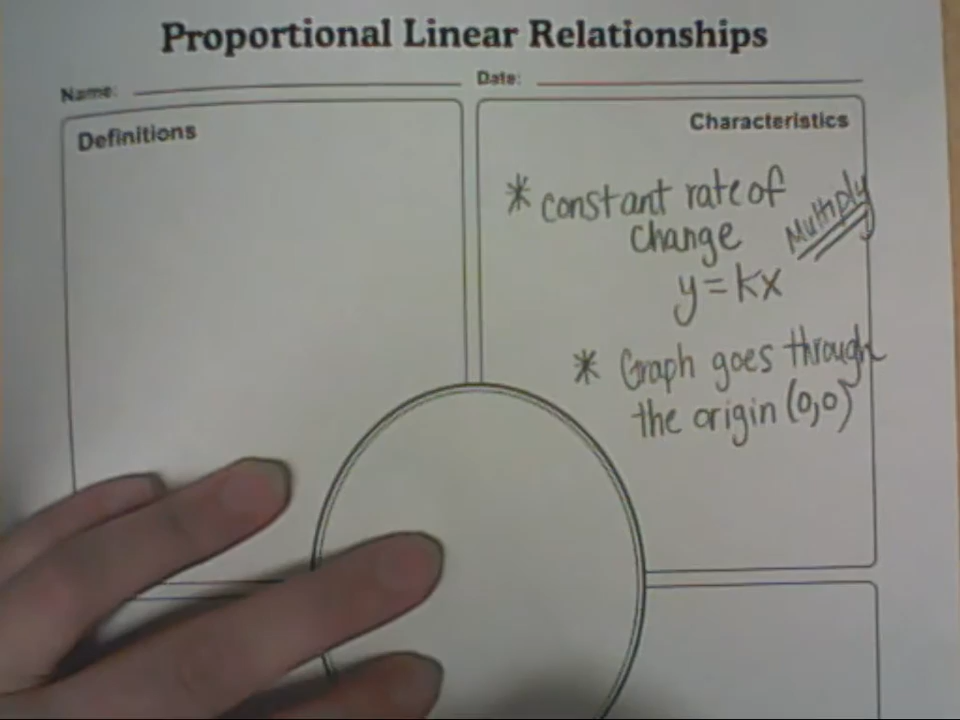 Proportional Linear Relationships
Name: Date:
Definitions
Characteristics
* constant rate of
change
Multiply
y=kx
* Graph goes through
the origin (0,0)